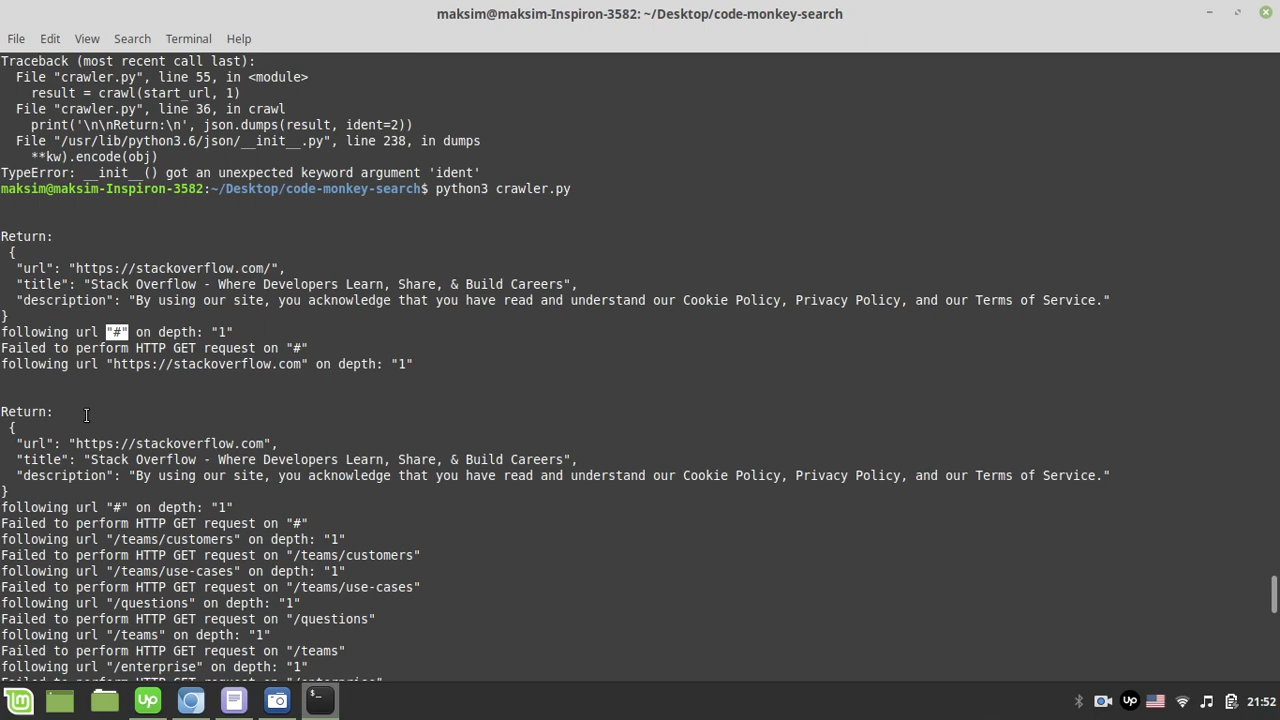 maksim@maksim-Inspiron-3582: ~/Desktop/code-monkey-search
File Edit View Search Terminal Help
Traceback (most recent call last):
File "crawler.py", line 55, in <module>
result = crawl(start_url, 1)
File "crawler.py", line 36, in crawl
print('\n\nReturn:\n', json.dumps(result, ident=2))
File "/usr/lib/python3.6/json/__init__.py", line 238, in dumps
**kw).encode(obj)
TypeError: __init__() got an unexpected keyword argument 'ident'
maksim@maksim-Inspiron-3582:~/Desktop/code-monkey-search$ python3 crawler.py
Return:
{
"url": "https://stackoverflow.com/",
"title": "Stack Overflow - Where Developers Learn, Share, & Build Careers",
"description": "By using our site, you acknowledge that you have read and understand our Cookie Policy, Privacy Policy, and our Terms of Service."
}
following url "#" on depth: "1"
Failed to perform HTTP GET request on "#"
following url "https://stackoverflow.com" on depth: "1"
Return:
{
"url": "https://stackoverflow.com",
"title": "Stack Overflow - Where Developers Learn, Share, & Build Careers",
"description": "By using our site, you acknowledge that you have read and understand our Cookie Policy, Privacy Policy, and our Terms of Service."
}
following url "#" on depth: "1"
Failed to perform HTTP GET request on "#"
following url "/teams/customers" on depth: "1"
Failed to perform HTTP GET request on "/teams/customers"
following url "/teams/use-cases" on depth: "1"
Failed to perform HTTP GET request on "/teams/use-cases"
following url "/questions" on depth: "1"
Failed to perform HTTP GET request on "/questions"
following url "/teams" on depth: "1"
Failed to perform HTTP GET request on "/teams"
following url "/enterprise" on depth: "1"
Failed to perform HTTP GET request on "/enterprise"
up $_ up 21:52